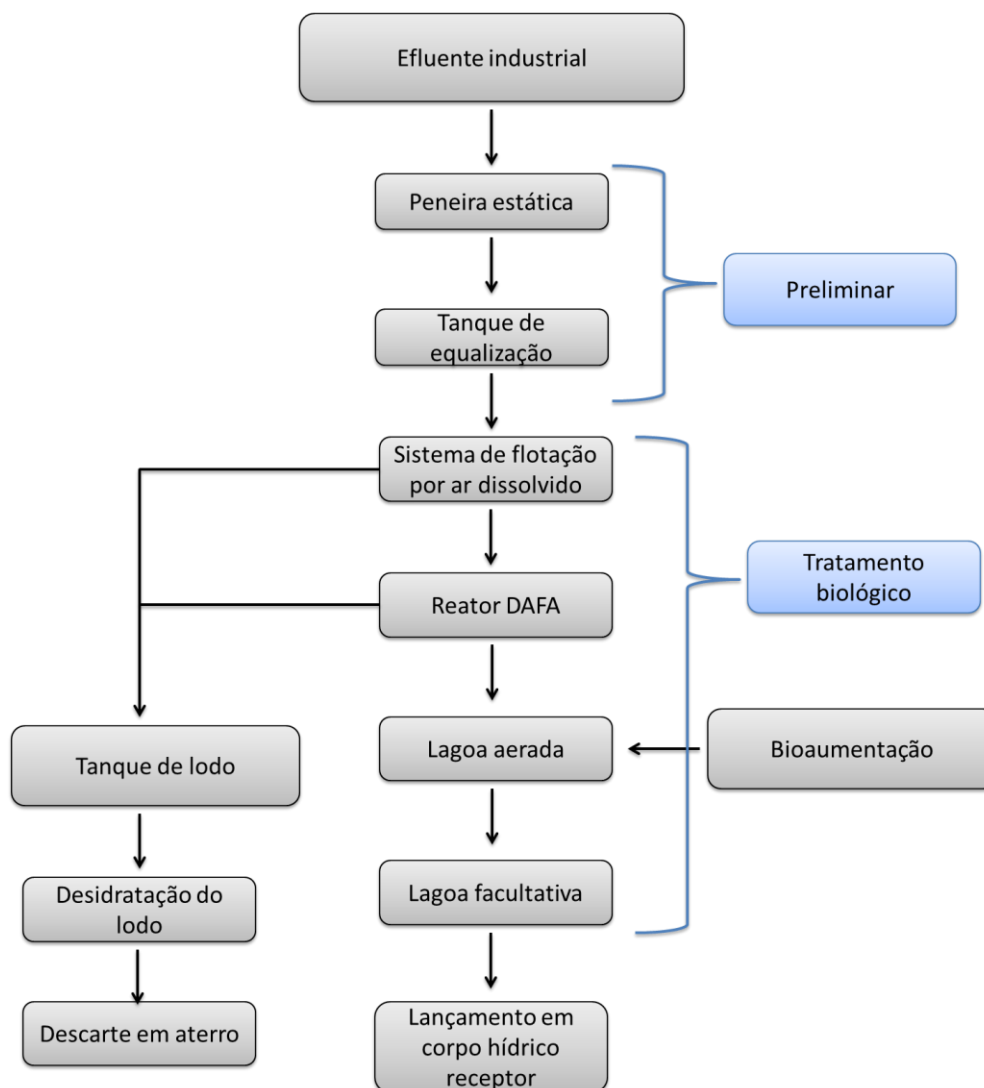 Efluente industrial
Peneira estática
Preliminar
Tanque de
equalização
Sistema de flotação
por ar dissolvido
Tratamento
biológico
Reator DAFA
Lagoa aerada
Bioaumentação
Tanque de lodo
Desidratação do
lodo
Lagoa facultativa
Descarte em aterro
Lançamento em
corpo hídrico
receptor